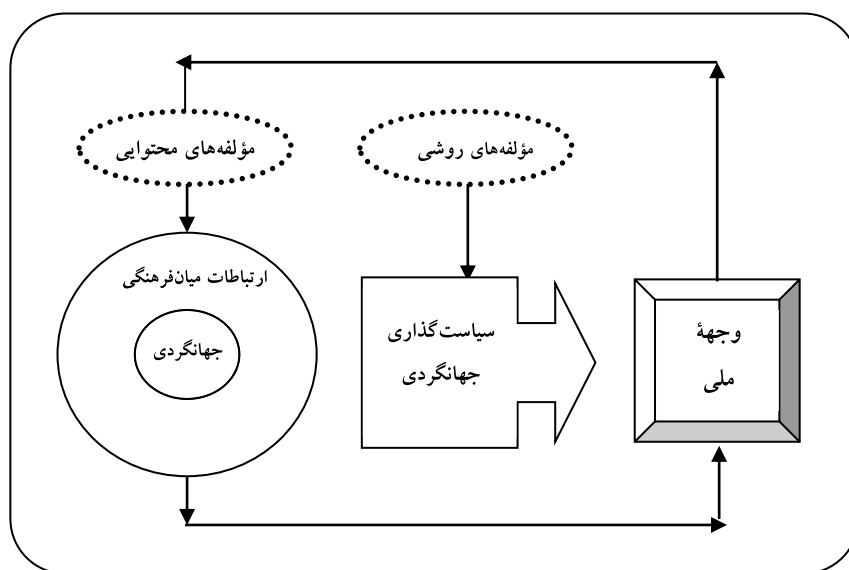 مؤلفه‌های روشی
مؤلفه‌های محتوایی
وجههٔ
ملی
سیاست‌گذاری
جهانگردی
ارتباطات میان‌فرهنگی
جهانگردی